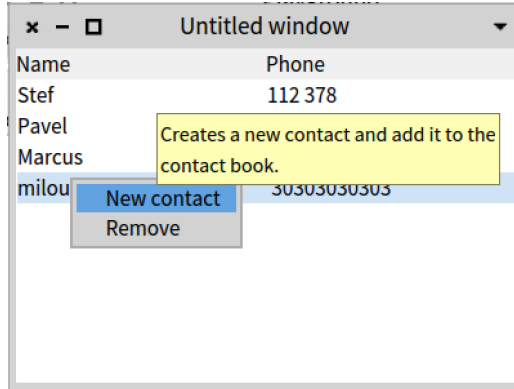 Untitled window
Name Phone
Stef 112 378
Pavel
Creates a new contact and add it to the
contact book.
Marcus
milou 30303030303
New contact
Remove